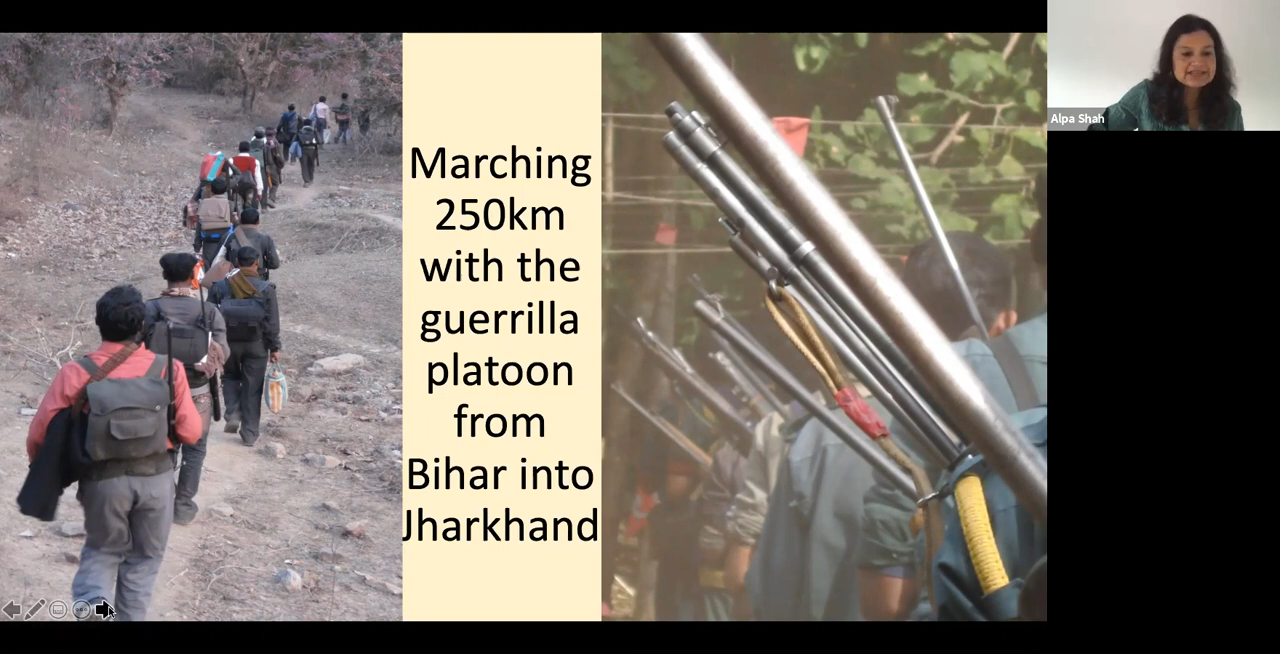 Marching
250km
with the
guerrilla
platoon
from
Bihar into
Jharkhand
Alpa Shah